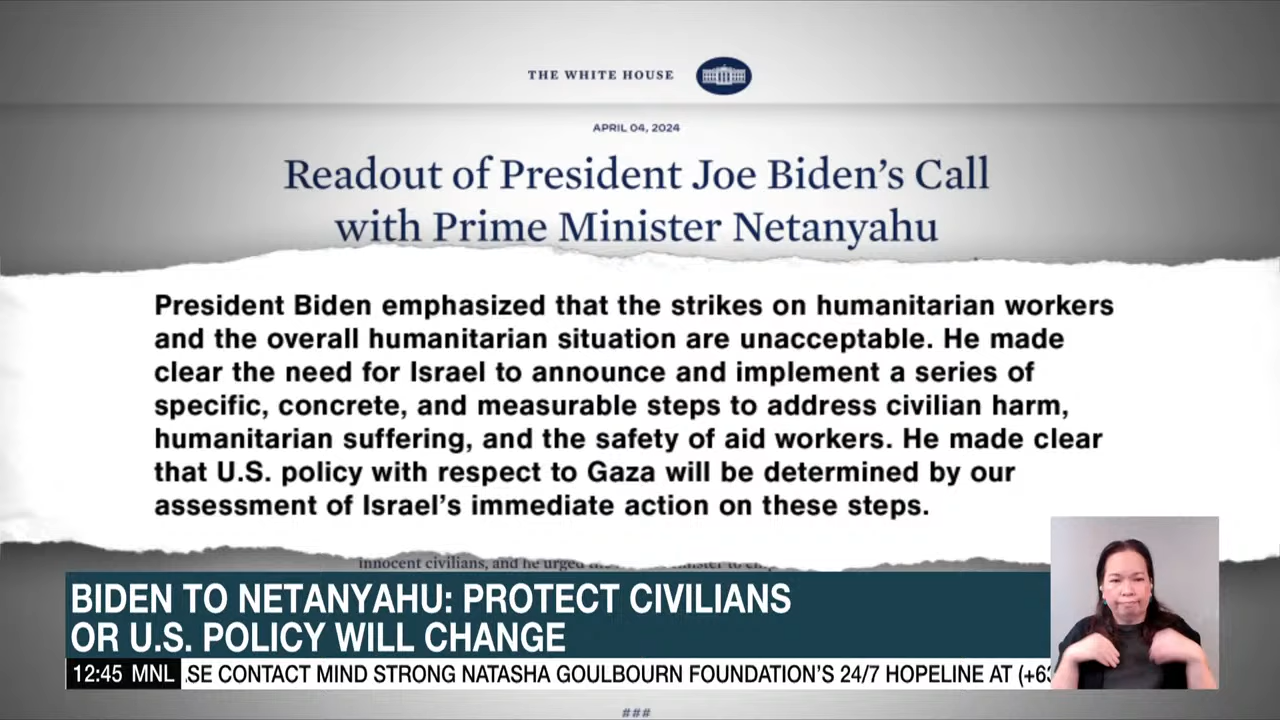 THE WHITE HOUSE
APRIL 04, 2024
Readout of President Joe Biden's Call
with Prime Minister Netanyahu
President Biden emphasized that the strikes on humanitarian workers
and the overall humanitarian situation are unacceptable. He made
clear the need for Israel to announce and implement a series of
specific, concrete, and measurable steps to address civilian harm,
humanitarian suffering, and the safety of aid workers. He made clear
that U.S. policy with respect to Gaza will be determined by our
assessment of Israel's immediate action on these steps.
innocent civilians, and he urged
BIDEN TO NETANYAHU: PROTECT CIVILIANS
OR U.S. POLICY WILL CHANGE
12:45 MNL SE CONTACT MIND STRONG NATASHA GOULBOURN FOUNDATION'S 24/7 HOPELINE AT (+63
###